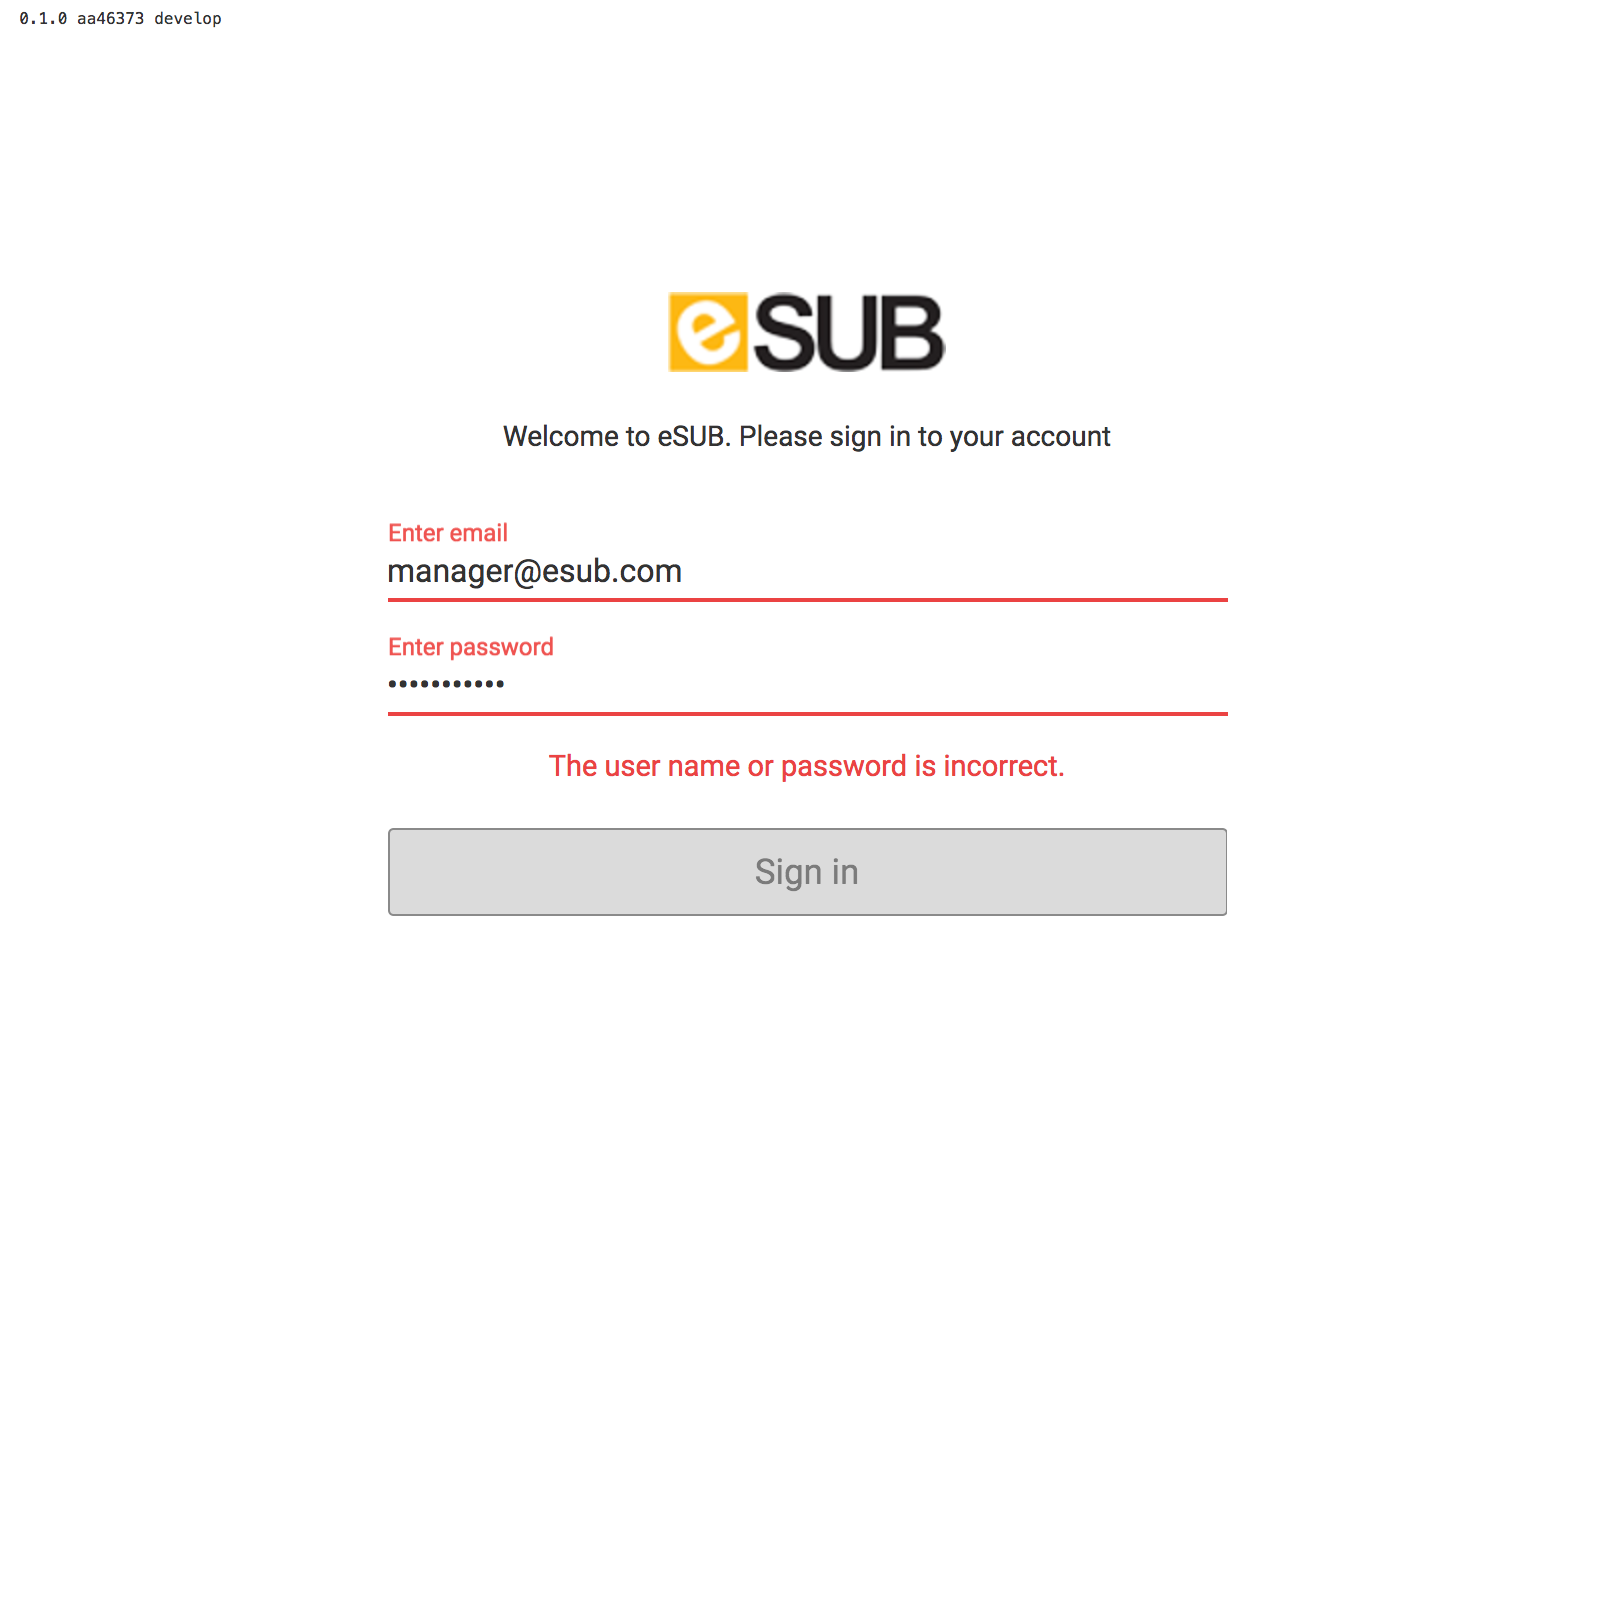 0.1.0 aa46373 develop
eSUB
Welcome to eSUB. Please sign in to your account
Enter email
manager@esub.com
Enter password
•••••••••••
The user name or password is incorrect.
Sign in